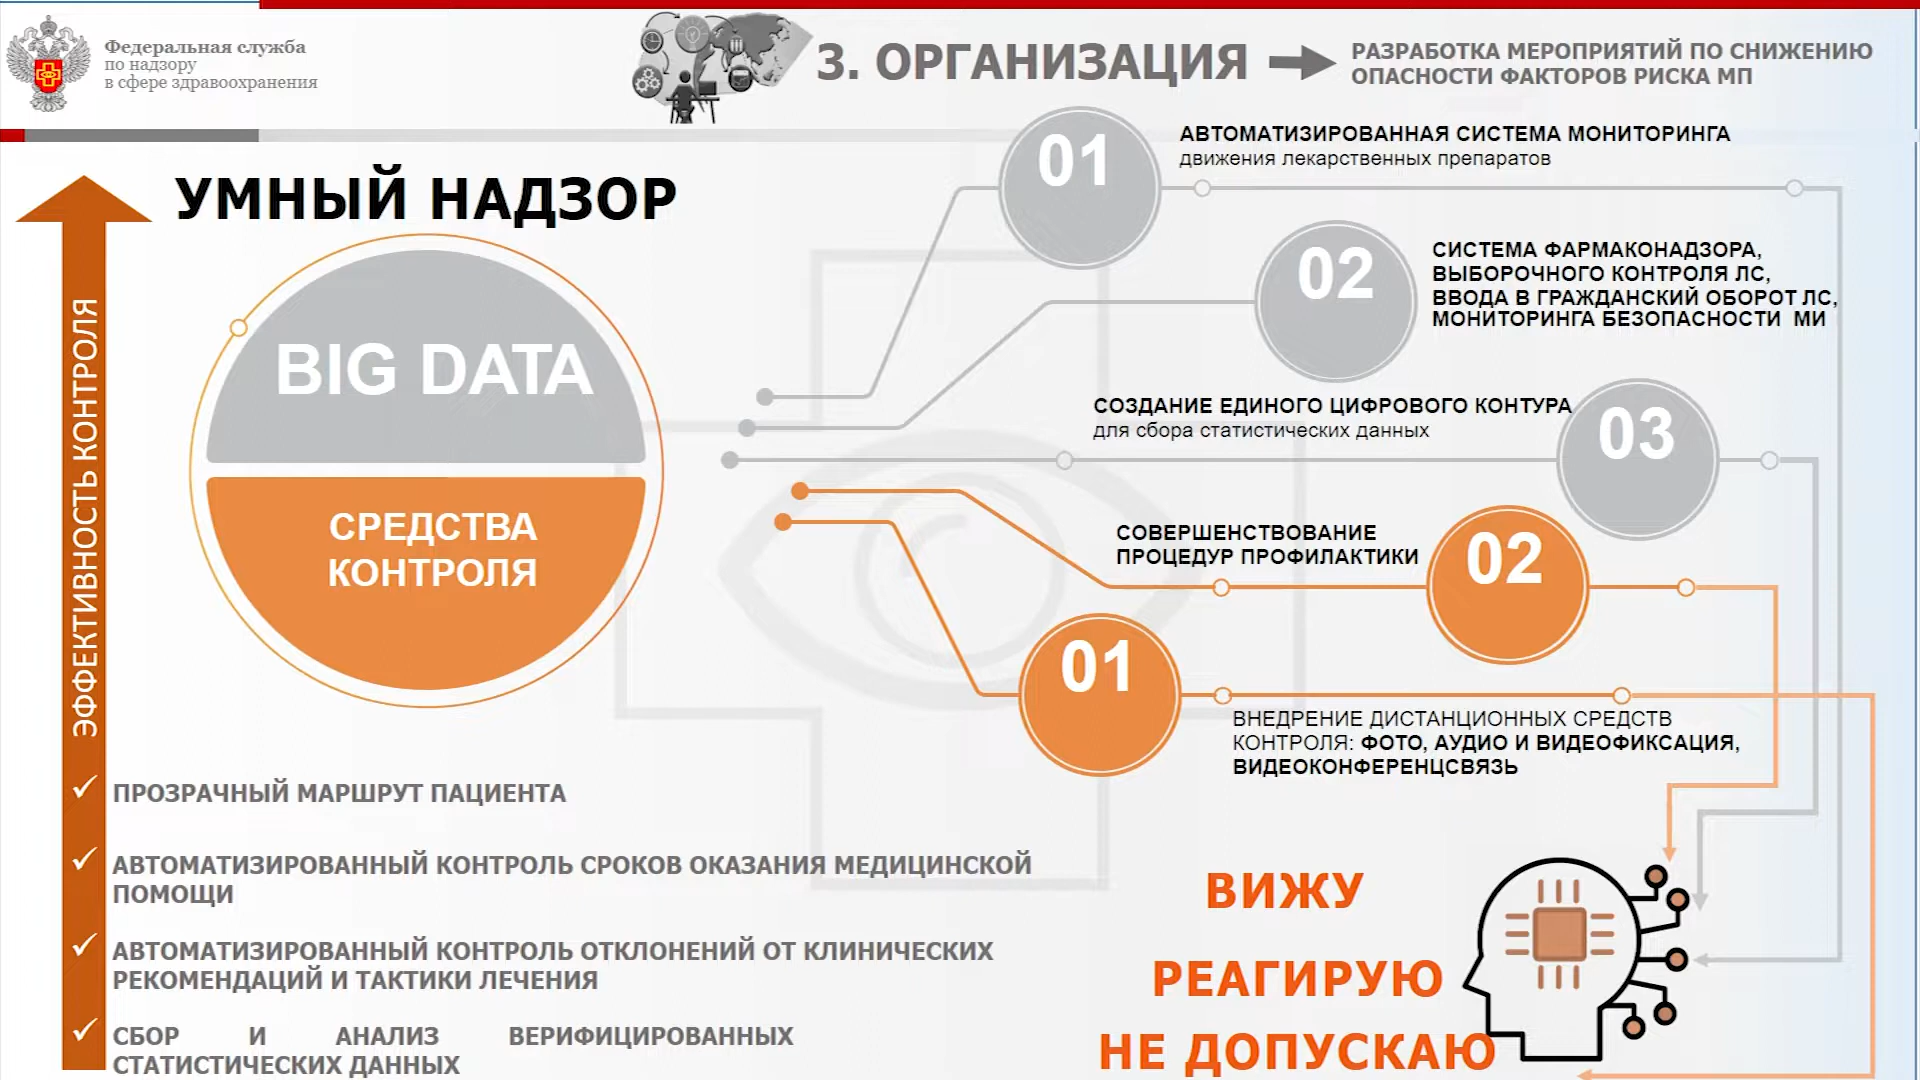 Федеральная служба
по надзору
в сфере здравоохранения
3. ОРГАНИЗАЦИЯ
РАЗРАБОТКА МЕРОПРИЯТИЙ ПО СНИЖЕНИЮ
ОПАСНОСТИ ФАКТОРОВ РИСКА МП
УМНЫЙ НАДЗОР
ЭФФЕКТИВНОСТЬ КОНТРОЛЯ
BIG DATA
СРЕДСТВА
КОНТРОЛЯ
01
АВТОМАТИЗИРОВАННАЯ СИСТЕМА МОНИТОРИНГА
движения лекарственных препаратов
02
СИСТЕМА ФАРМАКОНАДЗОРА,
ВЫБОРОЧНОГО КОНТРОЛЯ ЛС,
ВВОДА В ГРАЖДАНСКИЙ ОБОРОТ ЛС,
МОНИТОРИНГА БЕЗОПАСНОСТИ МИ
СОЗДАНИЕ ЕДИНОГО ЦИФРОВОГО КОНТУРА
для сбора статистических данных
03
СОВЕРШЕНСТВОВАНИЕ
ПРОЦЕДУР ПРОФИЛАКТИКИ
02
01
ВНЕДРЕНИЕ ДИСТАНЦИОННЫХ СРЕДСТВ
КОНТРОЛЯ: ФОТО, АУДИО И ВИДЕОФИКСАЦИЯ,
ВИДЕОКОНФЕРЕНЦСВЯЗЬ
ПРОЗРАЧНЫЙ МАРШРУТ ПАЦИЕНТА
АВТОМАТИЗИРОВАННЫЙ КОНТРОЛЬ СРОКОВ ОКАЗАНИЯ МЕДИЦИНСКОЙ
ПОМОЩИ
АВТОМАТИЗИРОВАННЫЙ КОНТРОЛЬ ОТКЛОНЕНИЙ ОТ КЛИНИЧЕСКИХ
РЕКОМЕНДАЦИЙ И ТАКТИКИ ЛЕЧЕНИЯ
СБОР И АНАЛИЗ ВЕРИФИЦИРОВАННЫХ
СТАТИСТИЧЕСКИХ ДАННЫХ
ВИЖУ
РЕАГИРУЮ
НЕ ДОПУСКАЮ